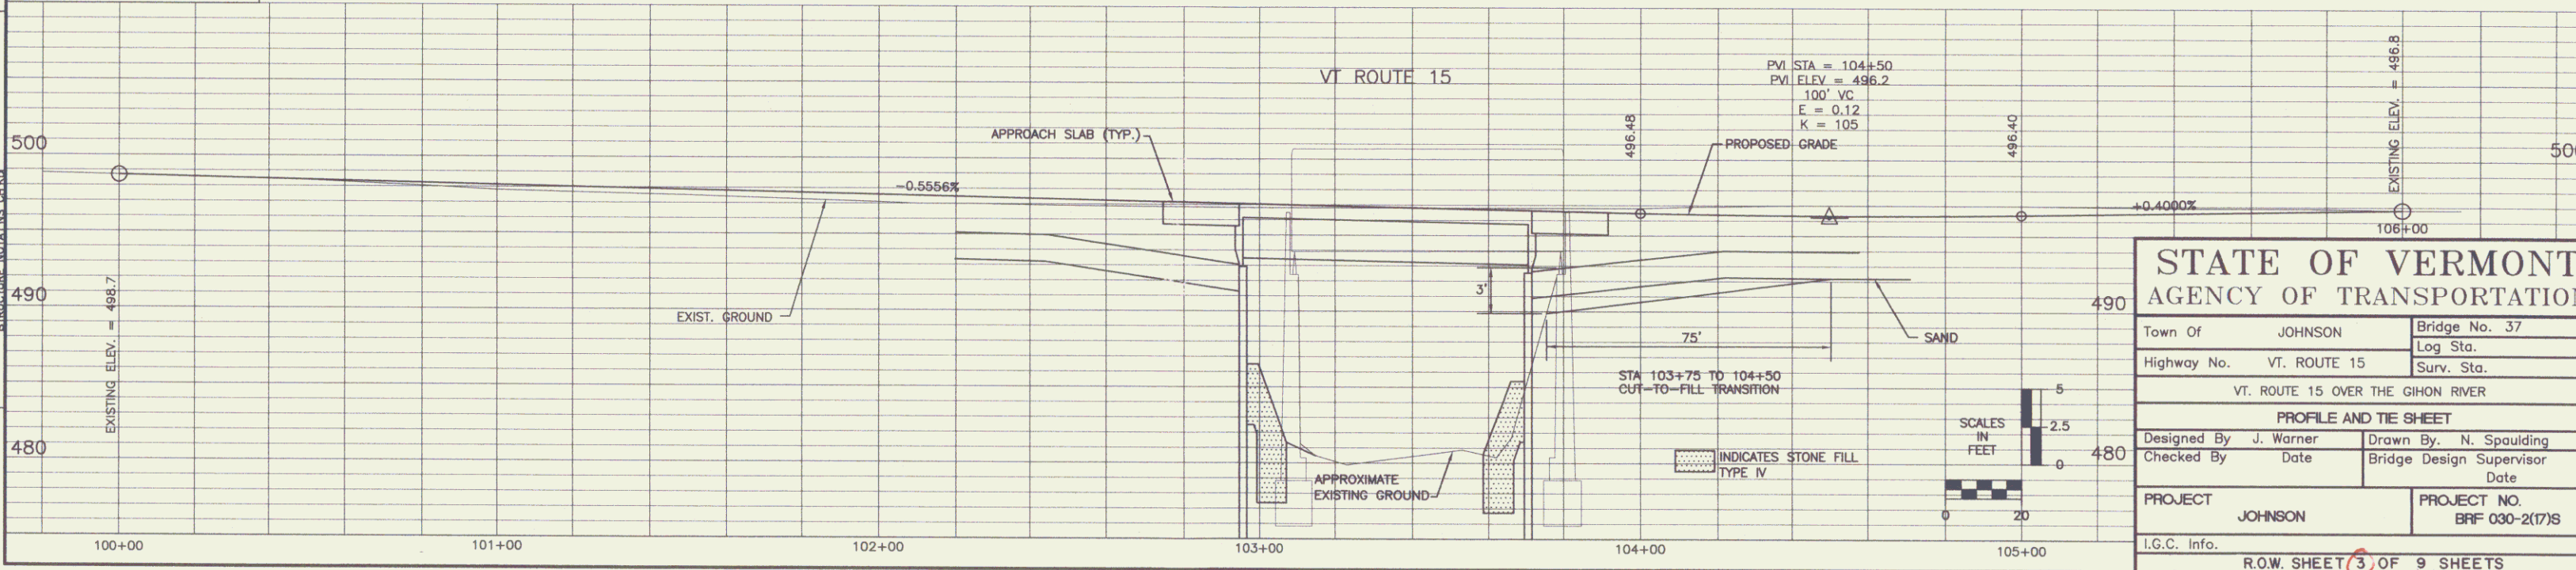 VT ROUTE 15
PVI STA = 104+50
PVI ELEV = 496.2
100' VC
E = 0.12
K = 105
APPROACH SLAB (TYP.)
PROPOSED GRADE
496.48
496.40
EXISTING ELEV. = 496.8
500
-0.5556%
+0.4000%
106+00
EXISTING ELEV. = 498.7
490
490
EXIST. GROUND
3'
75'
SAND
STA 103+75 TO 104+50
CUT-TO-FILL TRANSITION
480
480
APPROXIMATE
EXISTING GROUND
INDICATES STONE FILL
TYPE IV
SCALES
IN
FEET
5
2.5
0
0 20
100+00
101+00
102+00
103+00
104+00
105+00
STATE OF VERMONT
AGENCY OF TRANSPORTATION
Town Of JOHNSON
Bridge No. 37
Log Sta.
Highway No. VT. ROUTE 15
Surv. Sta.
VT. ROUTE 15 OVER THE GIHON RIVER
PROFILE AND TIE SHEET
Designed By J. Warner
Drawn By. N. Spaulding
Checked By Date
Bridge Design Supervisor
Date
PROJECT
JOHNSON
PROJECT NO.
BRF 030-2(17)S
I.G.C. Info.
R.O.W. SHEET 3 OF 9 SHEETS